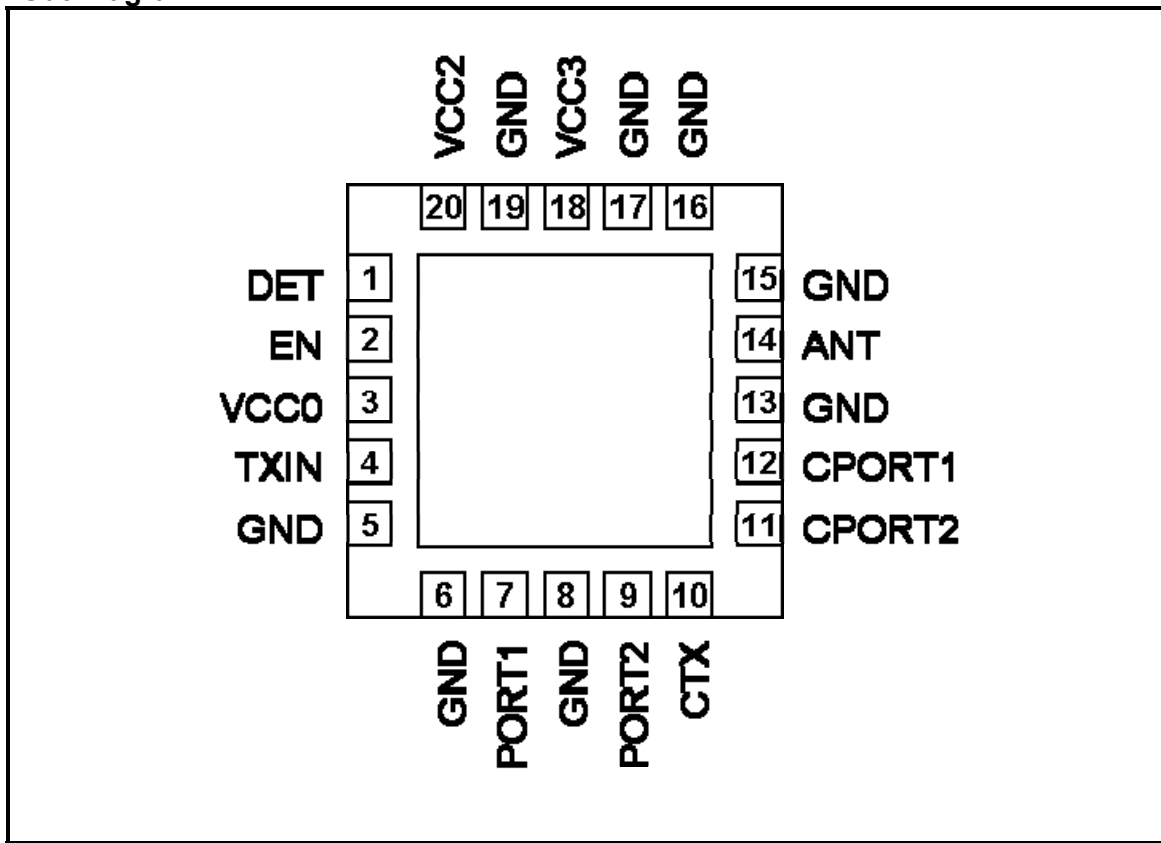 VCC2
GND
VCC3
GND
GND
20 19 18 17 16
DET 1
EN 2
VCC0 3
TXIN 4
GND 5
15 GND
14 ANT
13 GND
12 CPORT1
11 CPORT2
6 7 8 9 10
GND
PORT1
GND
PORT2
CTX